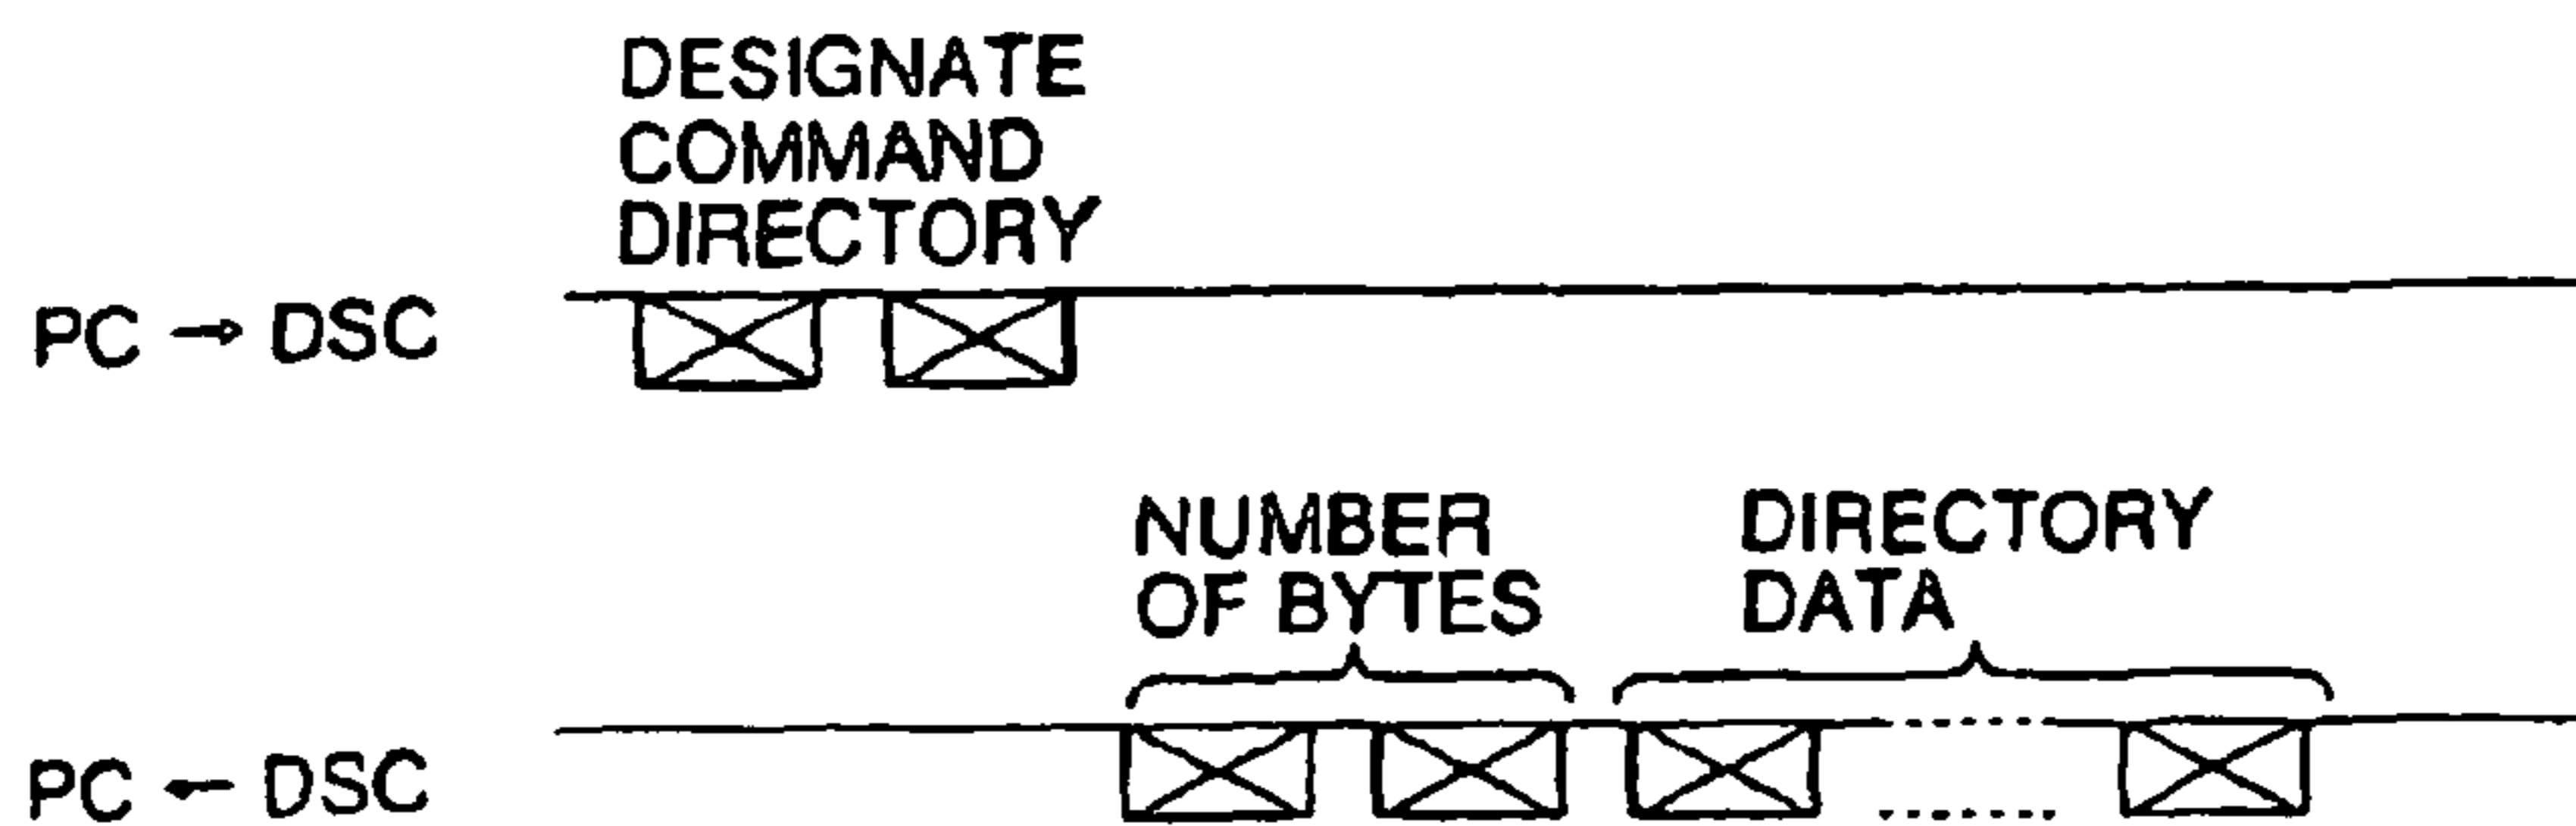 DESIGNATE
COMMAND
DIRECTORY
PC → DSC
NUMBER
OF BYTES
DIRECTORY
DATA
PC ← DSC